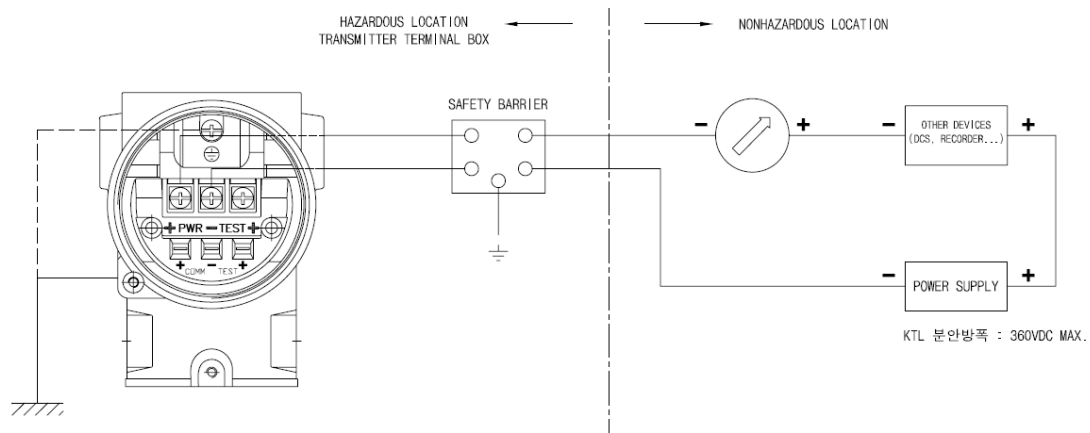 HAZARDOUS LOCATION
TRANSMITTER TERMINAL BOX
NONHAZARDOUS LOCATION
SAFETY BARRIER
- +
- OTHER DEVICES +
(DCS, RECORDER...)
+ PWR - TEST +
+ - +
COMM TEST
- POWER SUPPLY +
KTL 분안방폭 : 360VDC MAX.